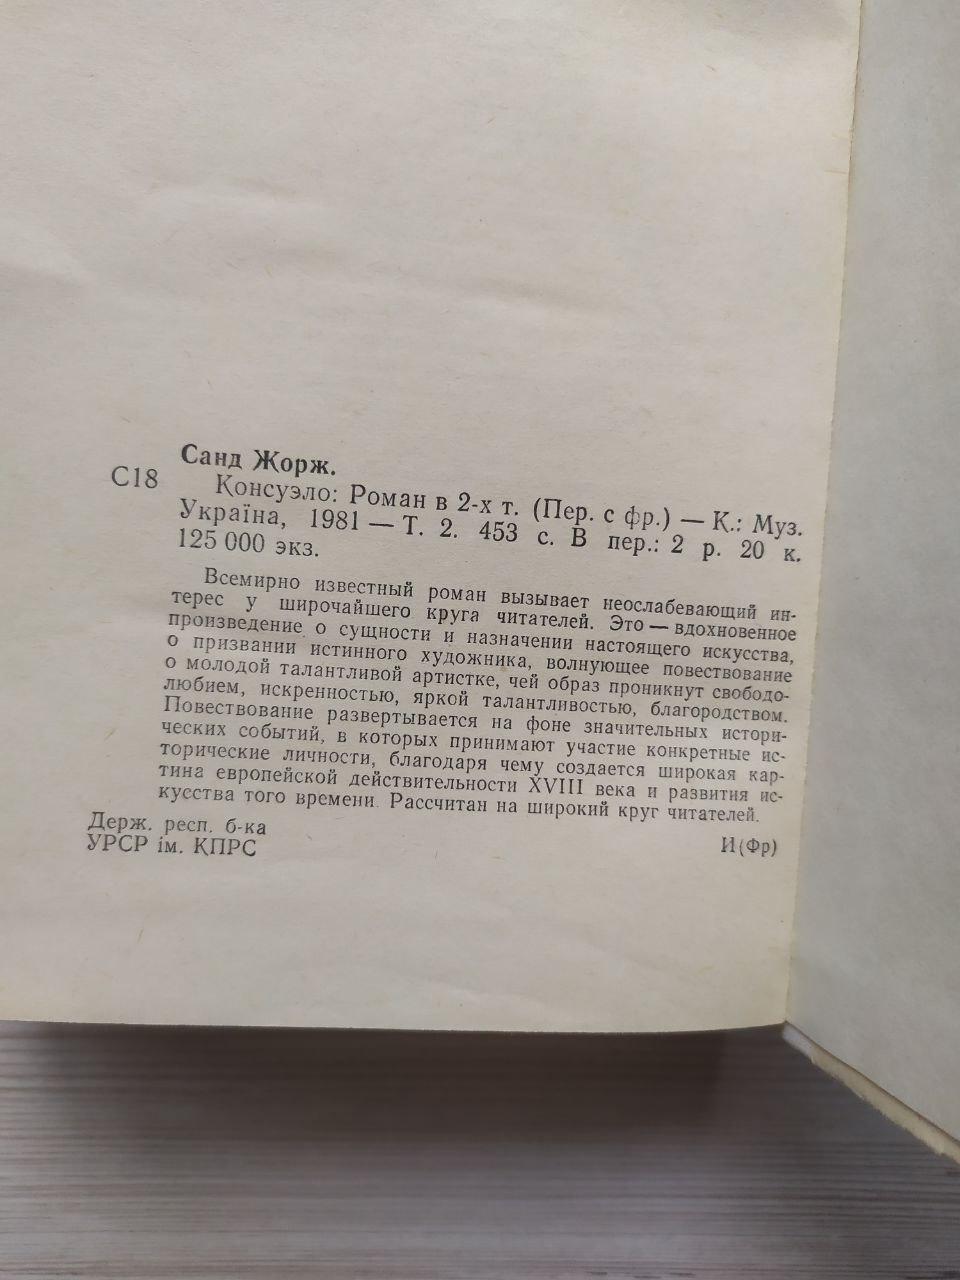 Санд Жорж.
С18
Консуэло: Роман в 2-х т. (Пер. с фр.) — К.: Муз.
Україна, 1981 — Т. 2. 453 с. В пер.: 2 р. 20 к.
125 000 экз.
Всемирно известный роман вызывает неослабевающий ин-
терес у широчайшего круга читателей. Это — вдохновенное
произведение о сущности и назначении настоящего искусства,
о призвании истинного художника, волнующее повествование
о молодой талантливой артистке, чей образ проникнут свободо-
любием, искренностью, яркой талантливостью, благородством.
Повествование развертывается на фоне значительных истори-
ческих событий, в которых принимают участие конкретные ис-
торические личности, благодаря чему создается широкая кар-
тина европейской действительности XVIII века и развития ис-
кусства того времени. Рассчитан на широкий круг читателей.
Держ. респ. б-ка
УРСР ім. КПРС
И(Фр)